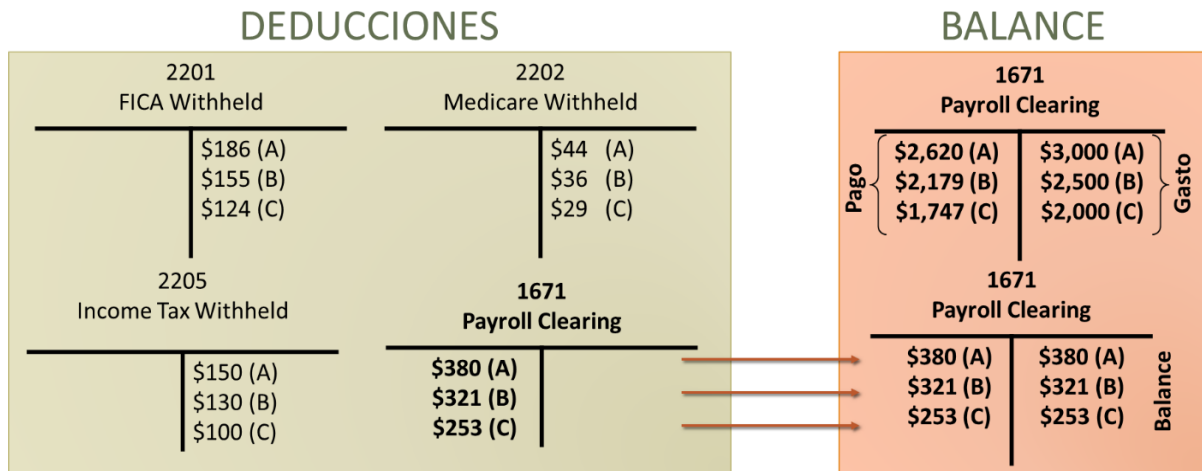 DEDUCCIONES
2201
FICA Withheld
$186 (A)
$155 (B)
$124 (C)
2202
Medicare Withheld
$44 (A)
$36 (B)
$29 (C)
2205
Income Tax Withheld
$150 (A)
$130 (B)
$100 (C)
1671
Payroll Clearing
$380 (A)
$321 (B)
$253 (C)
BALANCE
1671
Payroll Clearing
Pago
$2,620 (A) $3,000 (A)
$2,179 (B) $2,500 (B)
$1,747 (C) $2,000 (C)
Gasto
1671
Payroll Clearing
$380 (A) $380 (A)
$321 (B) $321 (B)
$253 (C) $253 (C)
Balance